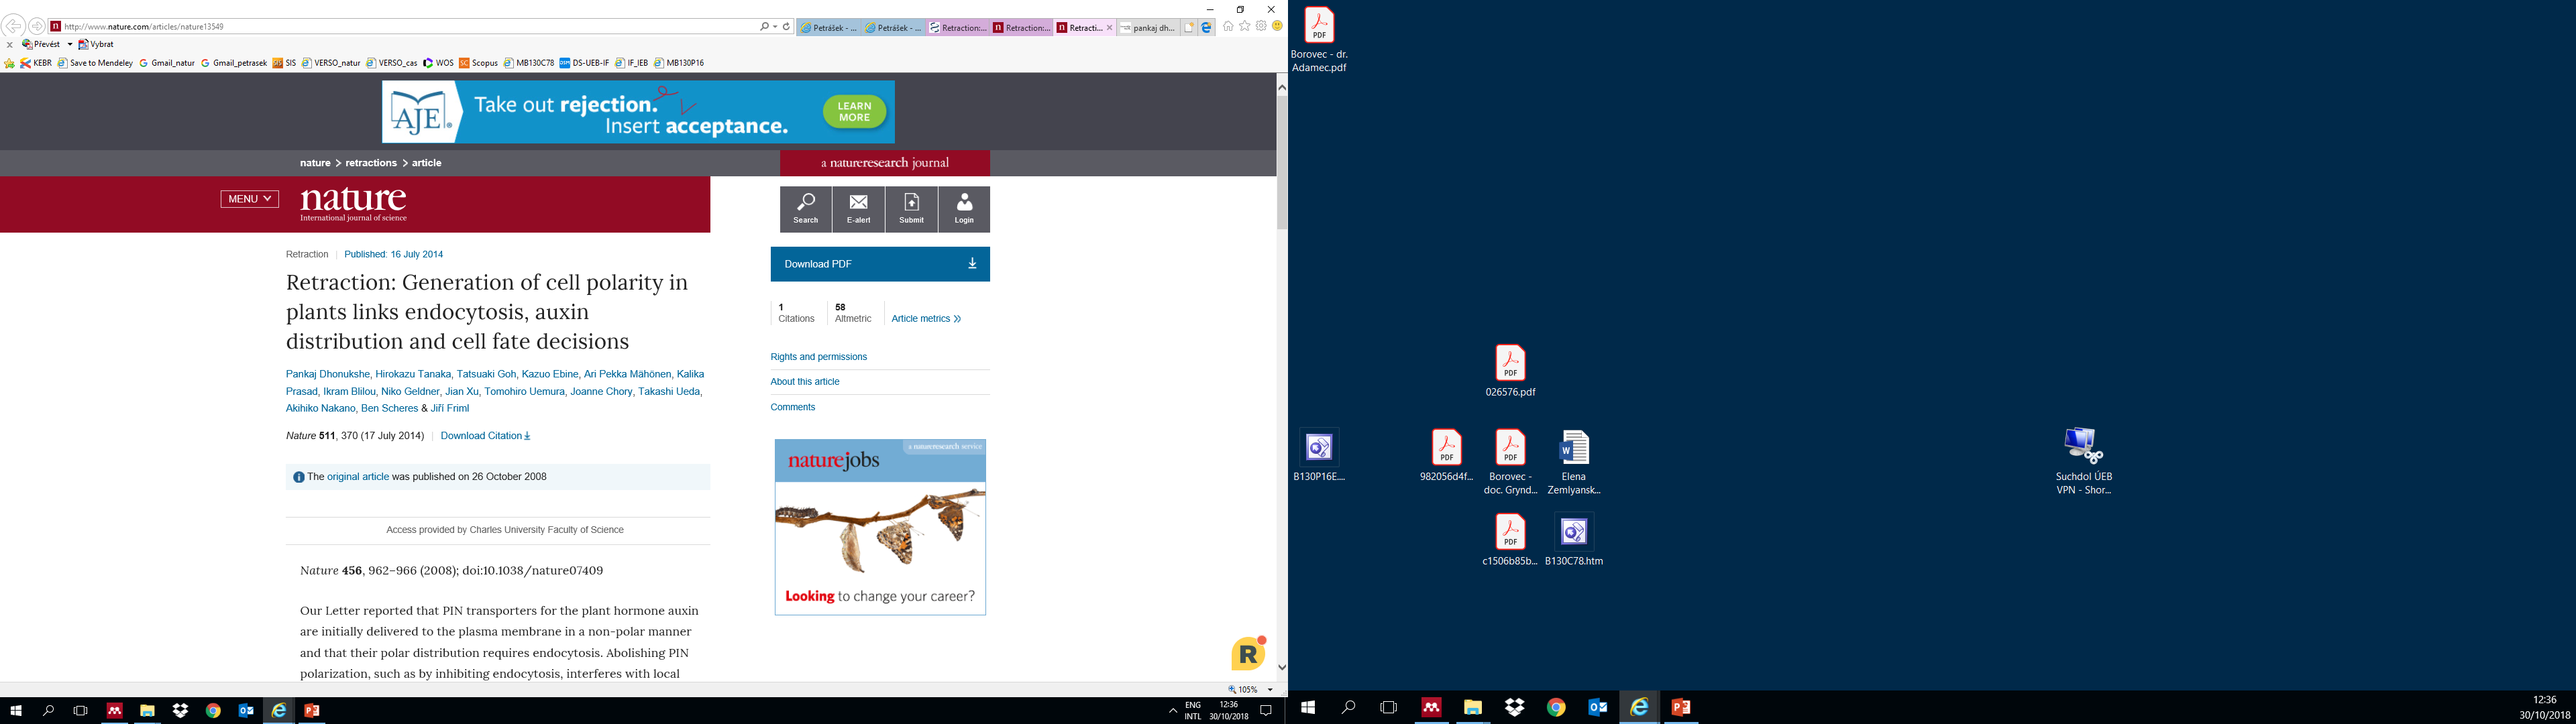 http://www.nature.com/articles/nature13549
Petrášek - ...
Petrášek - ...
Retraction:...
Retraction:...
Retracti...
pankaj dh...
x Převést Vybrat
KEBR Save to Mendeley Gmail_natur Gmail_petrasek SIS VERSO_natur VERSO_cas WOS Scopus MB130C78 DS-UEB-IF IF_IEB MB130P16
AJE
Take out rejection.
Insert acceptance.
LEARN
MORE
nature > retractions > article
a natureresearch journal
MENU
nature
International journal of science
Search
E-alert
Submit
Login
Retraction | Published: 16 July 2014
Retraction: Generation of cell polarity in
plants links endocytosis, auxin
distribution and cell fate decisions
Pankaj Dhonukshe, Hirokazu Tanaka, Tatsuaki Goh, Kazuo Ebine, Ari Pekka Mähönen, Kalika
Prasad, Ikram Blilou, Niko Geldner, Jian Xu, Tomohiro Uemura, Joanne Chory, Takashi Ueda,
Akihiko Nakano, Ben Scheres & Jiří Friml
Nature 511, 370 (17 July 2014) | Download Citation
The original article was published on 26 October 2008
Access provided by Charles University Faculty of Science
Nature 456, 962–966 (2008); doi:10.1038/nature07409
Our Letter reported that PIN transporters for the plant hormone auxin
are initially delivered to the plasma membrane in a non-polar manner
and that their polar distribution requires endocytosis. Abolishing PIN
polarization, such as by inhibiting endocytosis, interferes with local
Download PDF
1
Citations
58
Altmetric
Article metrics
Rights and permissions
About this article
Comments
a natureresearch service
naturejobs
Looking to change your career?
R
105%
ENG
INTL
12:36
30/10/2018
PDF
Borovec - dr.
Adamec.pdf
PDF
026576.pdf
B130P16E....
PDF
982056d4f...
PDF
Borovec -
doc. Grynd...
Elena
Zemlyansk...
Suchdol ÚEB
VPN - Shor...
PDF
c1506b85b...
B130C78.htm
12:36
30/10/2018